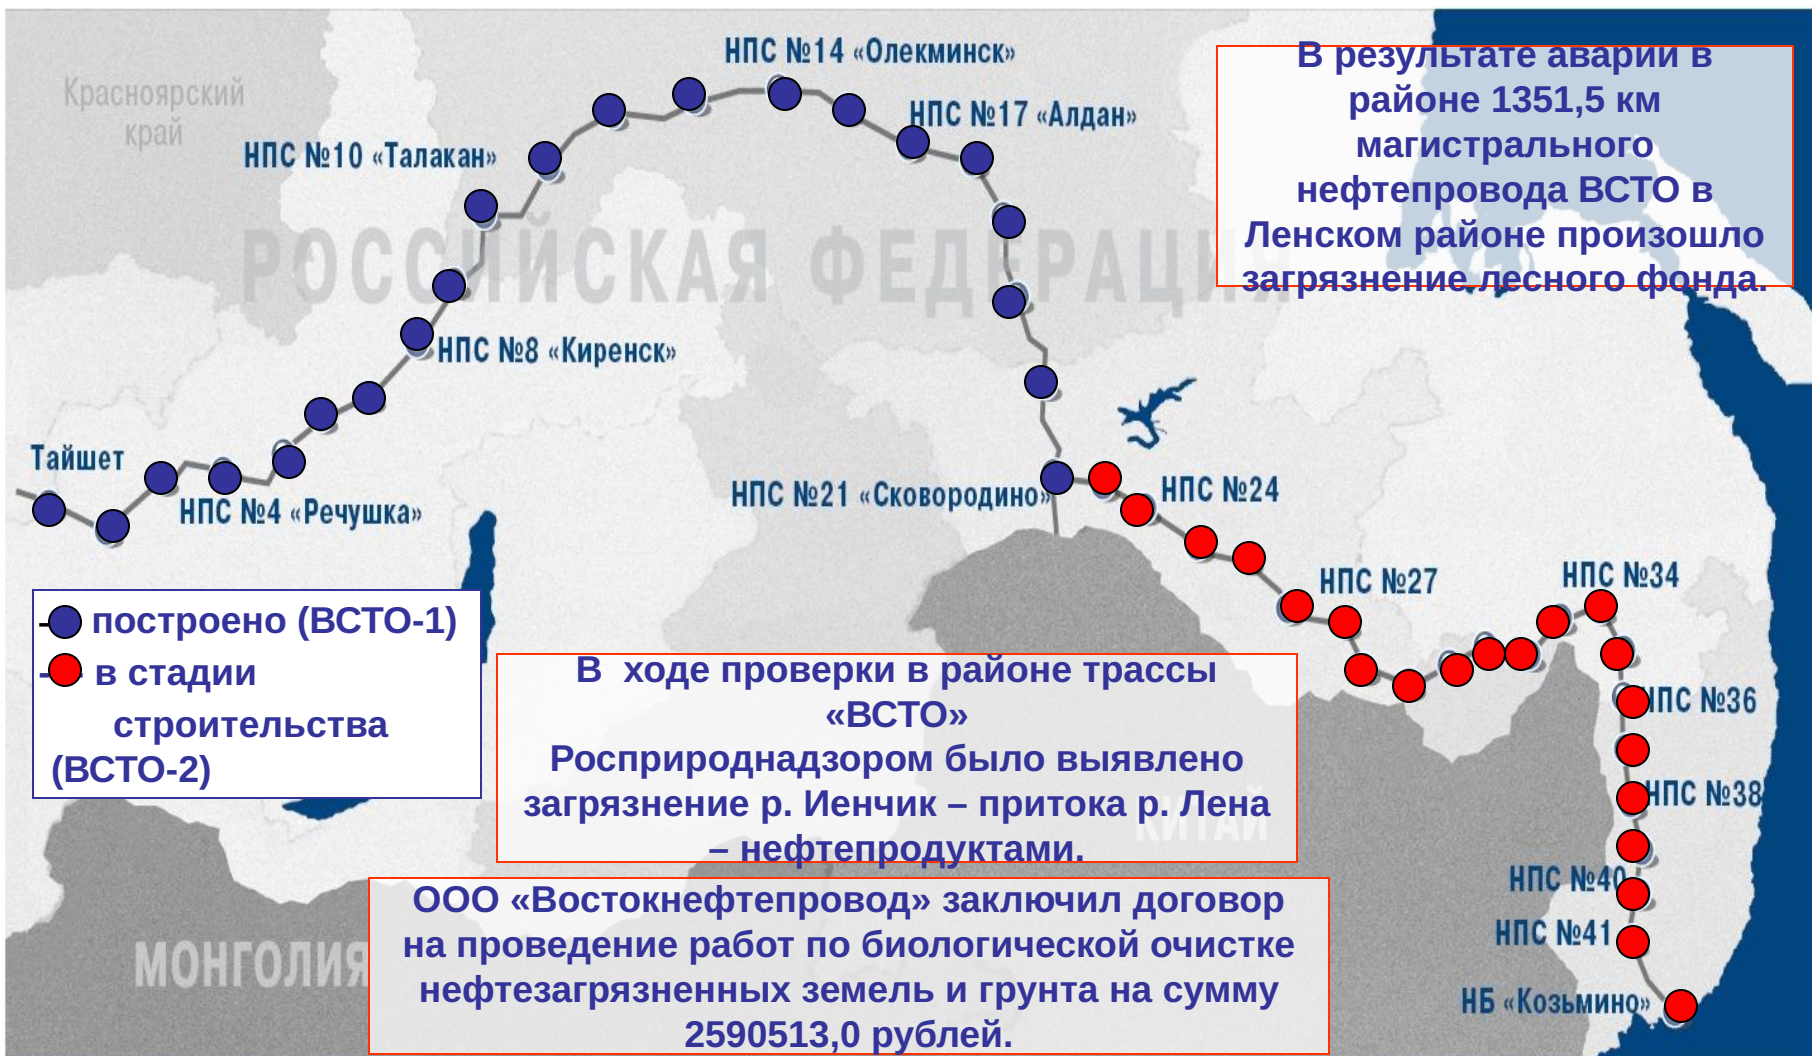 НПС №14 «Олекминск»
В результате аварии в
районе 1351,5 км
магистрального
нефтепровода ВСТО в
Ленском районе произошло
загрязнение лесного фонда.
Красноярский
край
НПС №17 «Алдан»
НПС №10 «Талакан»
РОССИЙСКАЯ ФЕДЕРАЦИЯ
НПС №8 «Киренск»
Тайшет
НПС №4 «Речушка»
НПС №21 «Сковородино»
НПС №24
НПС №27
НПС №34
- построено (ВСТО-1)
- в стадии
строительства
(ВСТО-2)
В ходе проверки в районе трассы
«ВСТО»
Росприроднадзором было выявлено
загрязнение р. Иенчик – притока р. Лена
– нефтепродуктами.
КИТАЙ
НПС №36
НПС №38
НПС №40
НПС №41
НБ «Козьмино»
МОНГОЛИЯ
ООО «Востокнефтепровод» заключил договор
на проведение работ по биологической очистке
нефтезагрязненных земель и грунта на сумму
2590513,0 рублей.